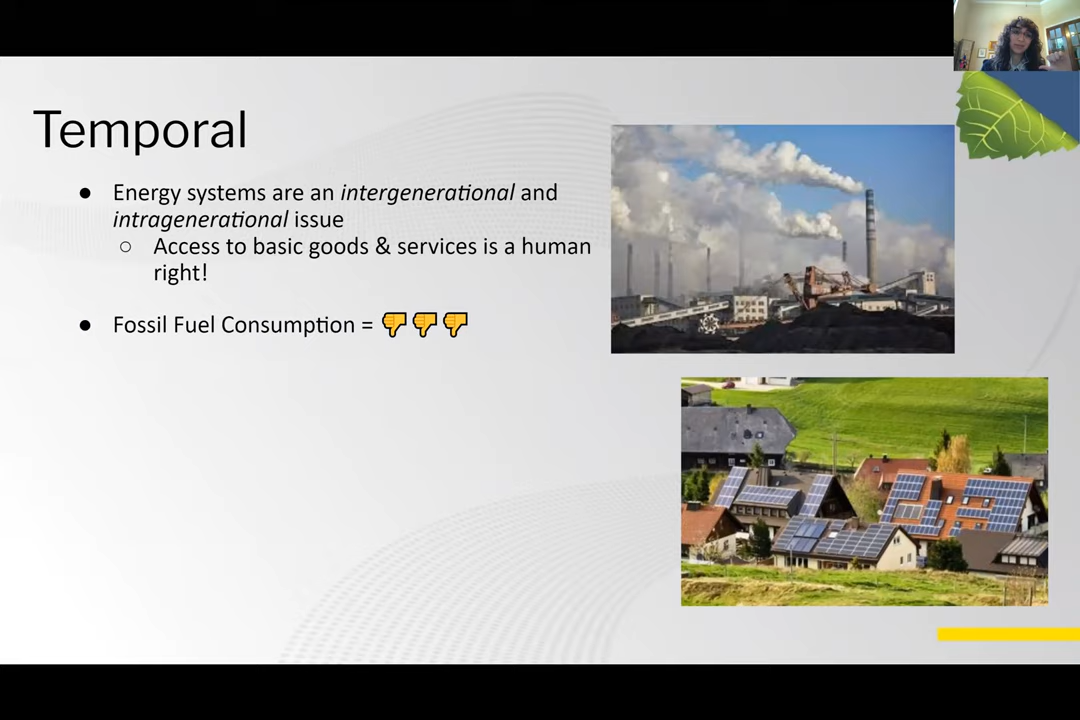 Temporal
● Energy systems are an intergenerational and
intragenerational issue
○ Access to basic goods & services is a human
right!
● Fossil Fuel Consumption = 👎👎👎